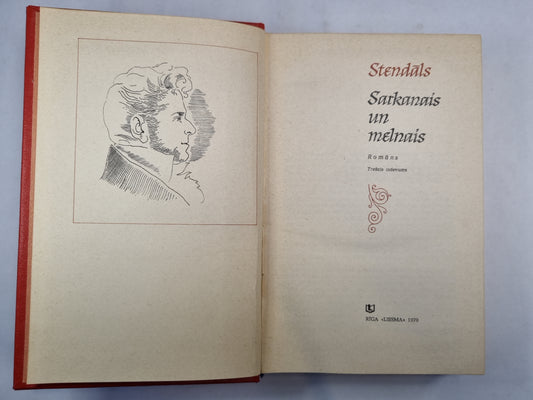 Stendāls
Sarkanais
un
melnais
Romāns
Trešais izdevums
RĪGA «LIESMA» 1979